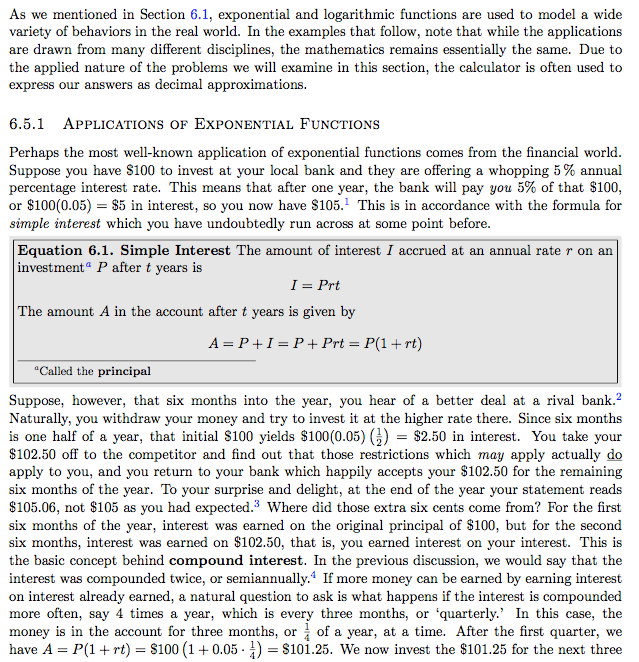 As we mentioned in Section 6.1, exponential and logarithmic functions are used to model a wide
variety of behaviors in the real world. In the examples that follow, note that while the applications
are drawn from many different disciplines, the mathematics remains essentially the same. Due to
the applied nature of the problems we will examine in this section, the calculator is often used to
express our answers as decimal approximations.
6.5.1 Applications of Exponential Functions
Perhaps the most well-known application of exponential functions comes from the financial world.
Suppose you have $100 to invest at your local bank and they are offering a whopping 5 % annual
percentage interest rate. This means that after one year, the bank will pay you 5% of that $100,
or $100(0.05) = $5 in interest, so you now have $105.¹ This is in accordance with the formula for
simple interest which you have undoubtedly run across at some point before.
Equation 6.1. Simple Interest The amount of interest I accrued at an annual rate r on an
investmentᵃ P after t years is
I = Prt
The amount A in the account after t years is given by
A = P + I = P + Prt = P(1 + rt)
ᵃCalled the principal
Suppose, however, that six months into the year, you hear of a better deal at a rival bank.²
Naturally, you withdraw your money and try to invest it at the higher rate there. Since six months
is one half of a year, that initial $100 yields $100(0.05) (1/2) = $2.50 in interest. You take your
$102.50 off to the competitor and find out that those restrictions which may apply actually do
apply to you, and you return to your bank which happily accepts your $102.50 for the remaining
six months of the year. To your surprise and delight, at the end of the year your statement reads
$105.06, not $105 as you had expected.³ Where did those extra six cents come from? For the first
six months of the year, interest was earned on the original principal of $100, but for the second
six months, interest was earned on $102.50, that is, you earned interest on your interest. This is
the basic concept behind compound interest. In the previous discussion, we would say that the
interest was compounded twice, or semiannually.⁴ If more money can be earned by earning interest
on interest already earned, a natural question to ask is what happens if the interest is compounded
more often, say 4 times a year, which is every three months, or ‘quarterly.’ In this case, the
money is in the account for three months, or 1/4 of a year, at a time. After the first quarter, we
have A = P(1 + rt) = $100 (1 + 0.05 · 1/4) = $101.25. We now invest the $101.25 for the next three